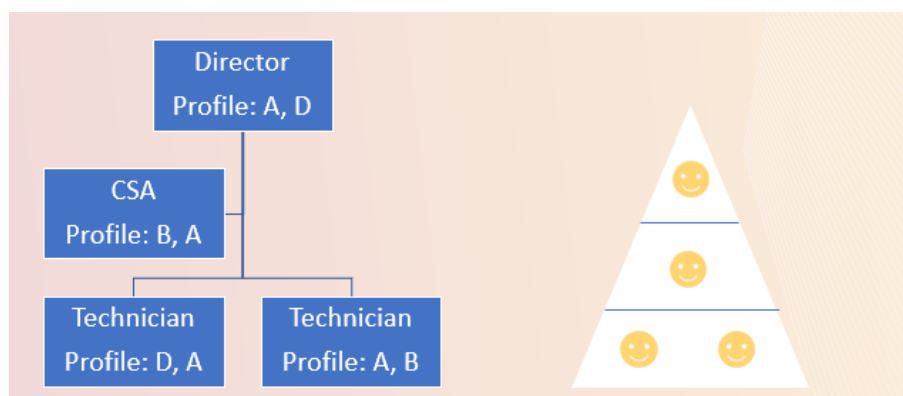 Director
Profile: A, D
CSA
Profile: B, A
Technician
Profile: D, A
Technician
Profile: A, B